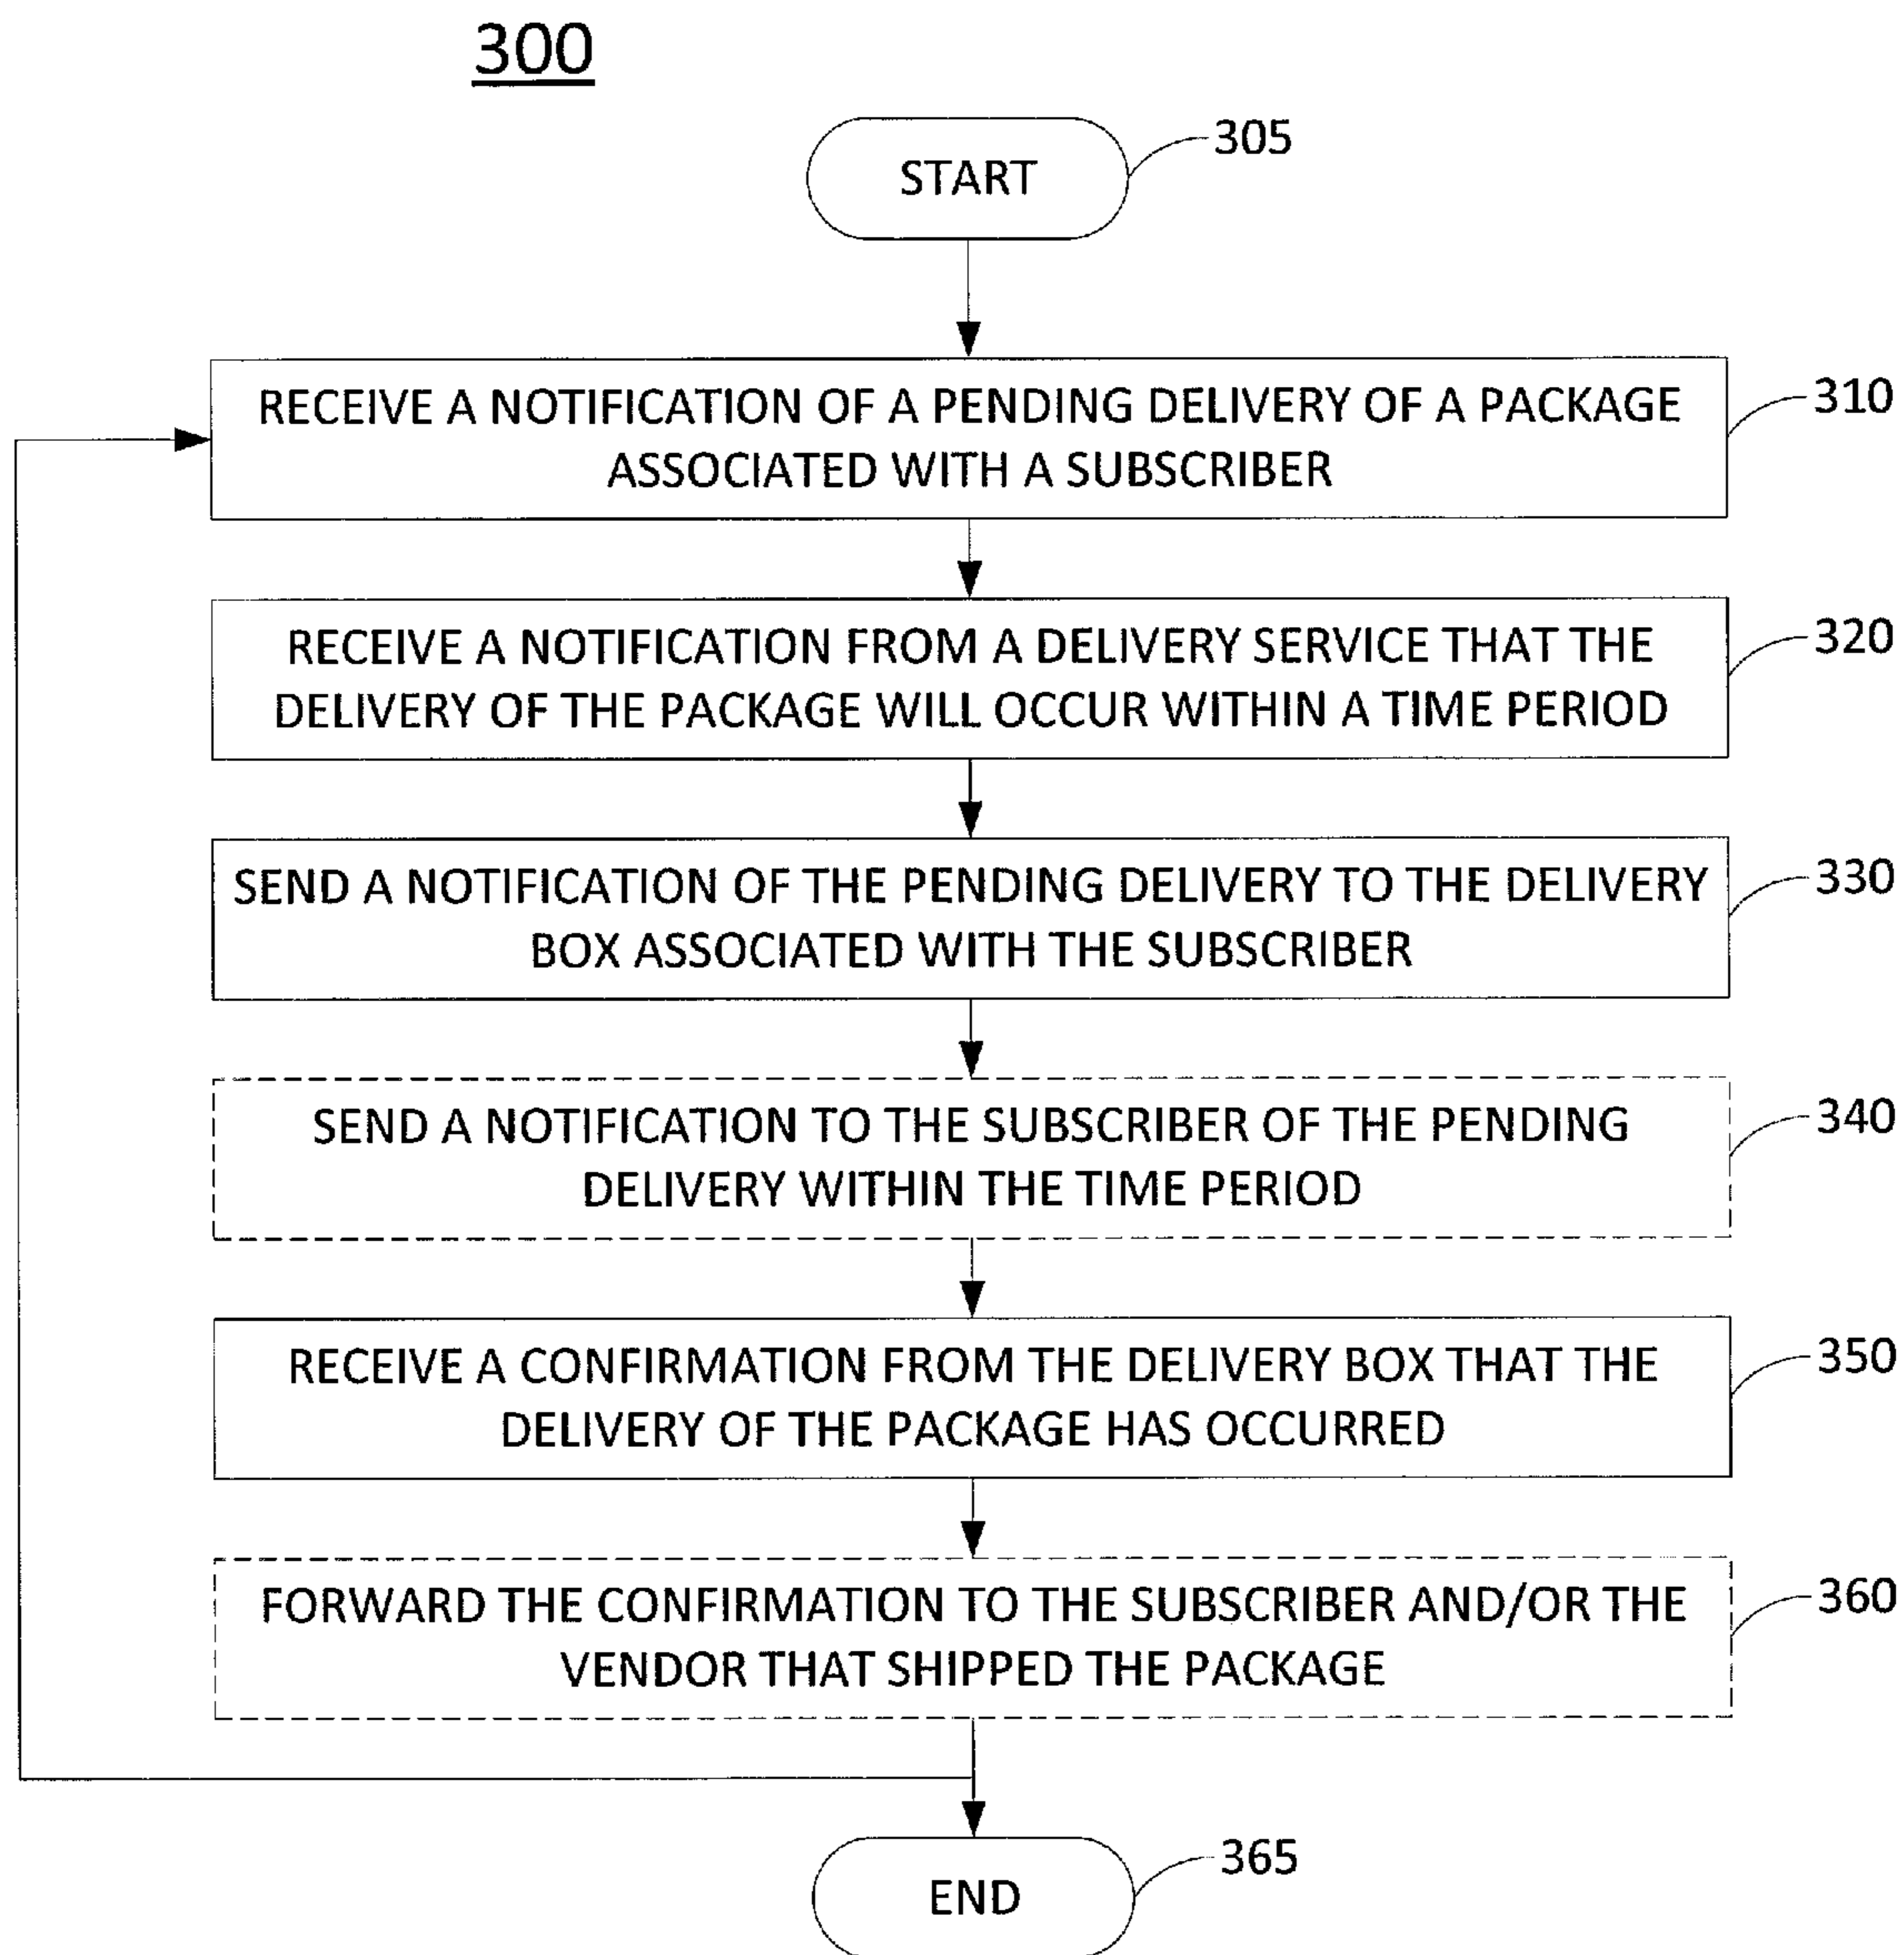 300
START
305
RECEIVE A NOTIFICATION OF A PENDING DELIVERY OF A PACKAGE
ASSOCIATED WITH A SUBSCRIBER
310
RECEIVE A NOTIFICATION FROM A DELIVERY SERVICE THAT THE
DELIVERY OF THE PACKAGE WILL OCCUR WITHIN A TIME PERIOD
320
SEND A NOTIFICATION OF THE PENDING DELIVERY TO THE DELIVERY
BOX ASSOCIATED WITH THE SUBSCRIBER
330
SEND A NOTIFICATION TO THE SUBSCRIBER OF THE PENDING
DELIVERY WITHIN THE TIME PERIOD
340
RECEIVE A CONFIRMATION FROM THE DELIVERY BOX THAT THE
DELIVERY OF THE PACKAGE HAS OCCURRED
350
FORWARD THE CONFIRMATION TO THE SUBSCRIBER AND/OR THE
VENDOR THAT SHIPPED THE PACKAGE
360
END
365